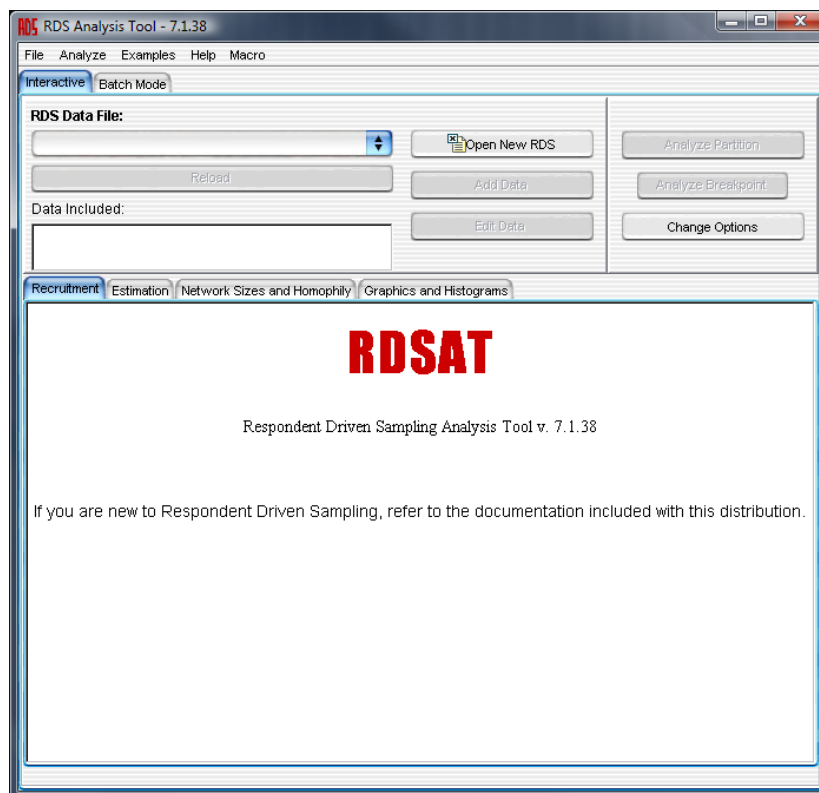 RDS RDS Analysis Tool - 7.1.38
File Analyze Examples Help Macro
Interactive Batch Mode
RDS Data File:
Open New RDS Analyze Partition
Reload Add Data Analyze Breakpoint
Data Included:
Edit Data Change Options
Recruitment Estimation Network Sizes and Homophily Graphics and Histograms
RDSAT
Respondent Driven Sampling Analysis Tool v. 7.1.38
If you are new to Respondent Driven Sampling, refer to the documentation included with this distribution.